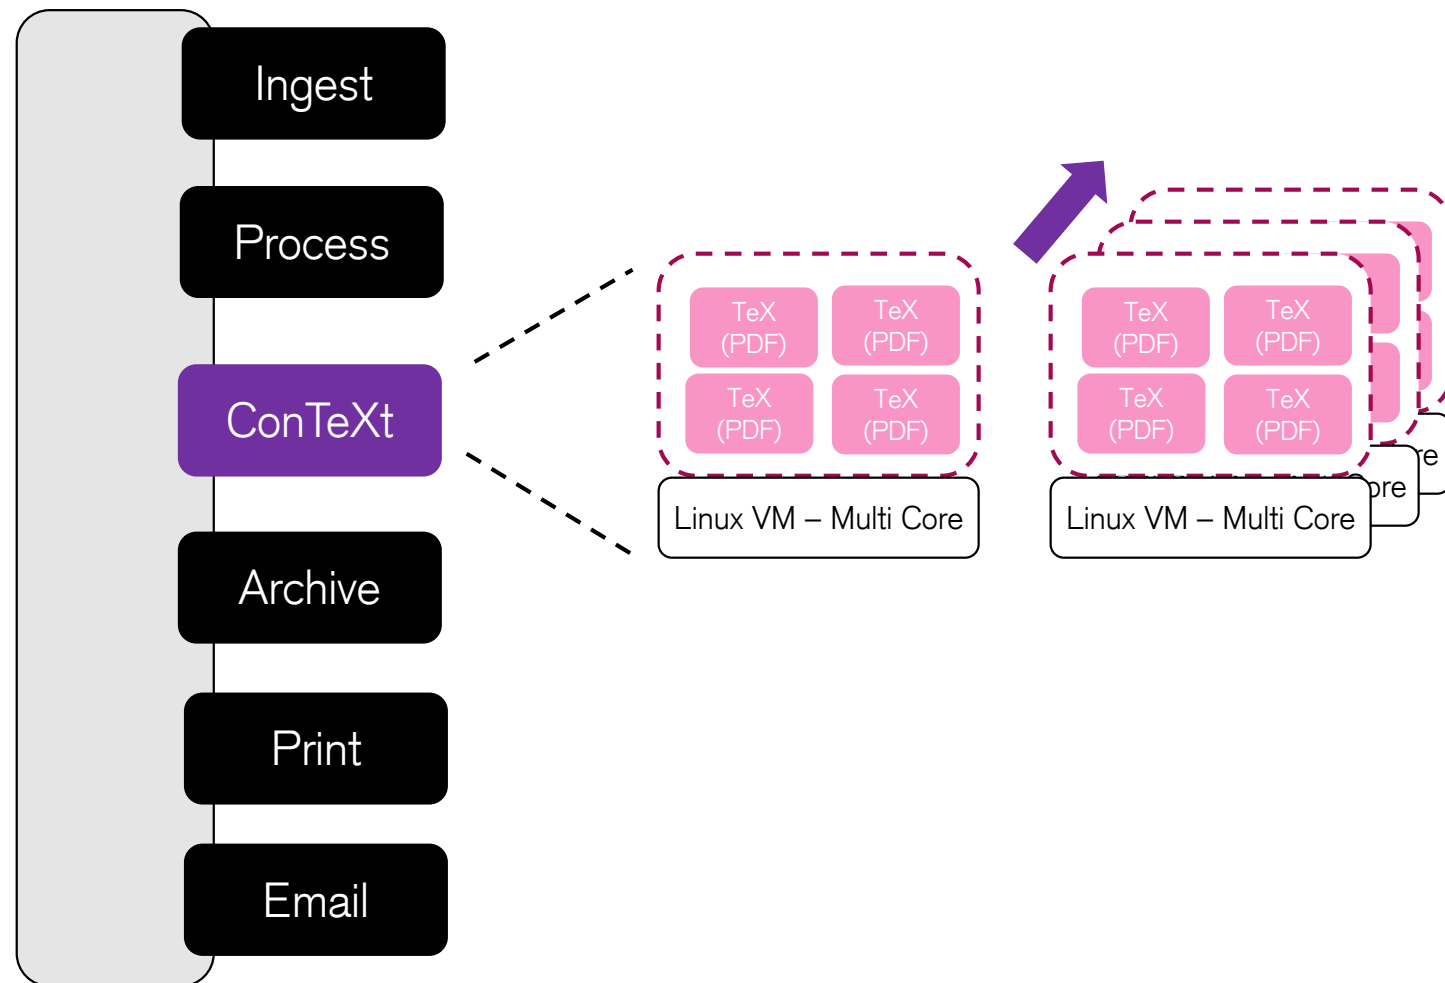 Ingest
Process
ConTeXt
Archive
Print
Email
TeX
(PDF)
TeX
(PDF)
TeX
(PDF)
TeX
(PDF)
Linux VM – Multi Core
TeX
(PDF)
TeX
(PDF)
TeX
(PDF)
TeX
(PDF)
Linux VM – Multi Core